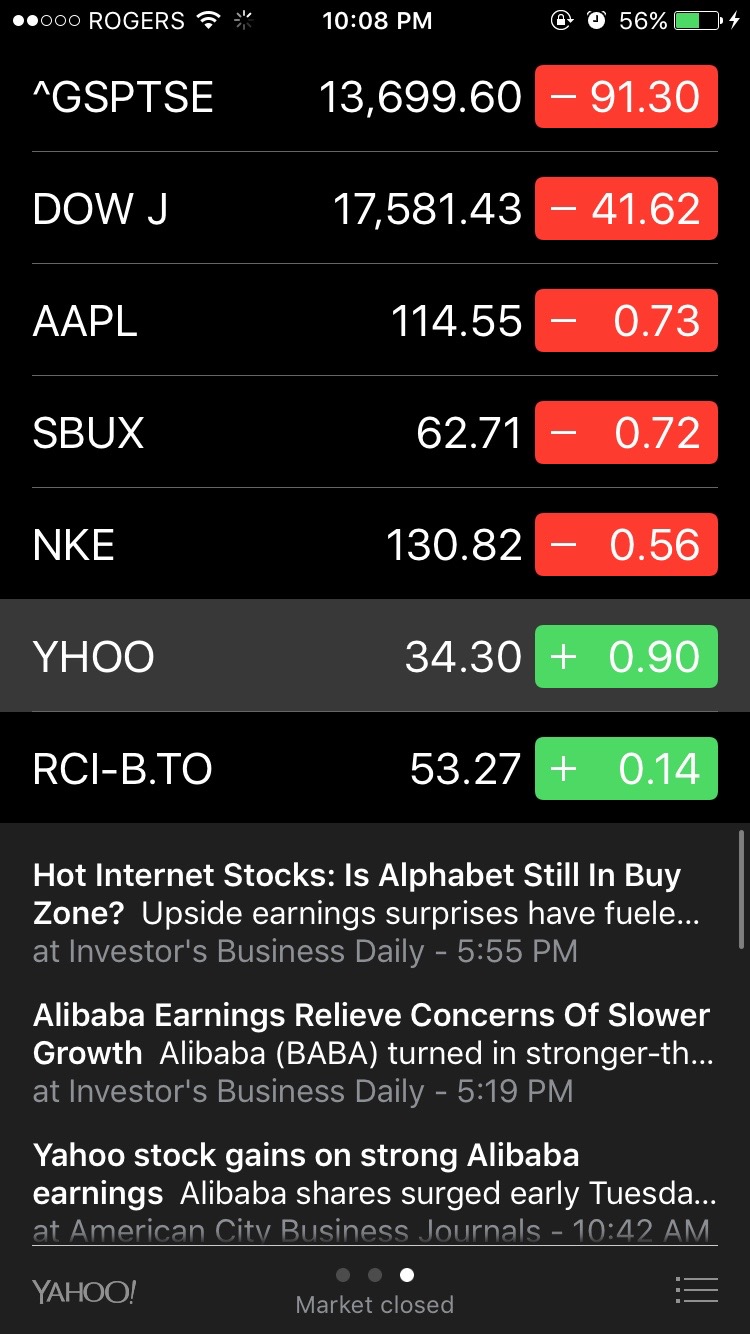 ROGERS 10:08 PM 56%
^GSPTSE 13,699.60 − 91.30
DOW J 17,581.43 − 41.62
AAPL 114.55 − 0.73
SBUX 62.71 − 0.72
NKE 130.82 − 0.56
YHOO 34.30 + 0.90
RCI-B.TO 53.27 + 0.14
Hot Internet Stocks: Is Alphabet Still In Buy
Zone? Upside earnings surprises have fuele...
at Investor's Business Daily - 5:55 PM
Alibaba Earnings Relieve Concerns Of Slower
Growth Alibaba (BABA) turned in stronger-th...
at Investor's Business Daily - 5:19 PM
Yahoo stock gains on strong Alibaba
earnings Alibaba shares surged early Tuesda...
at American City Business Journals - 10:42 AM
YAHOO!
Market closed